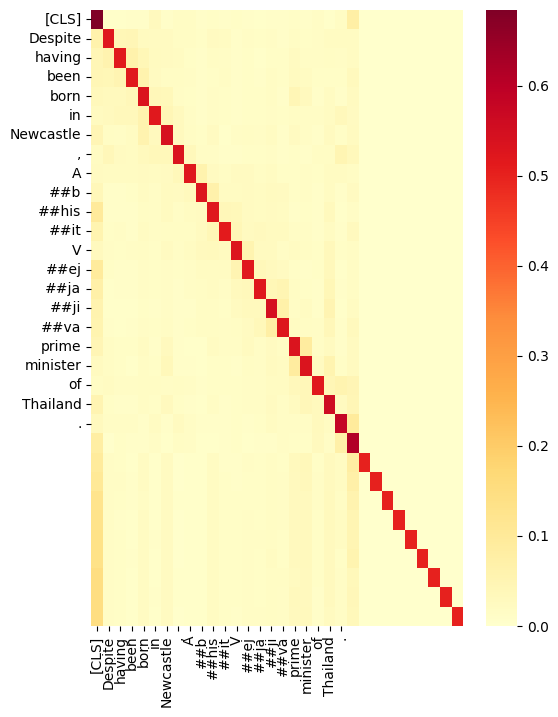 [CLS]
Despite
having
been
born
in
Newcastle
,
A
##b
##his
##it
V
##ej
##ja
##ji
##va
prime
minister
of
Thailand
.
0.6
0.5
0.4
0.3
0.2
0.1
0.0
[CLS]
Despite
having
been
born
in
Newcastle
,
A
##b
##his
##it
V
##ej
##ja
##ji
##va
prime
minister
of
Thailand
.